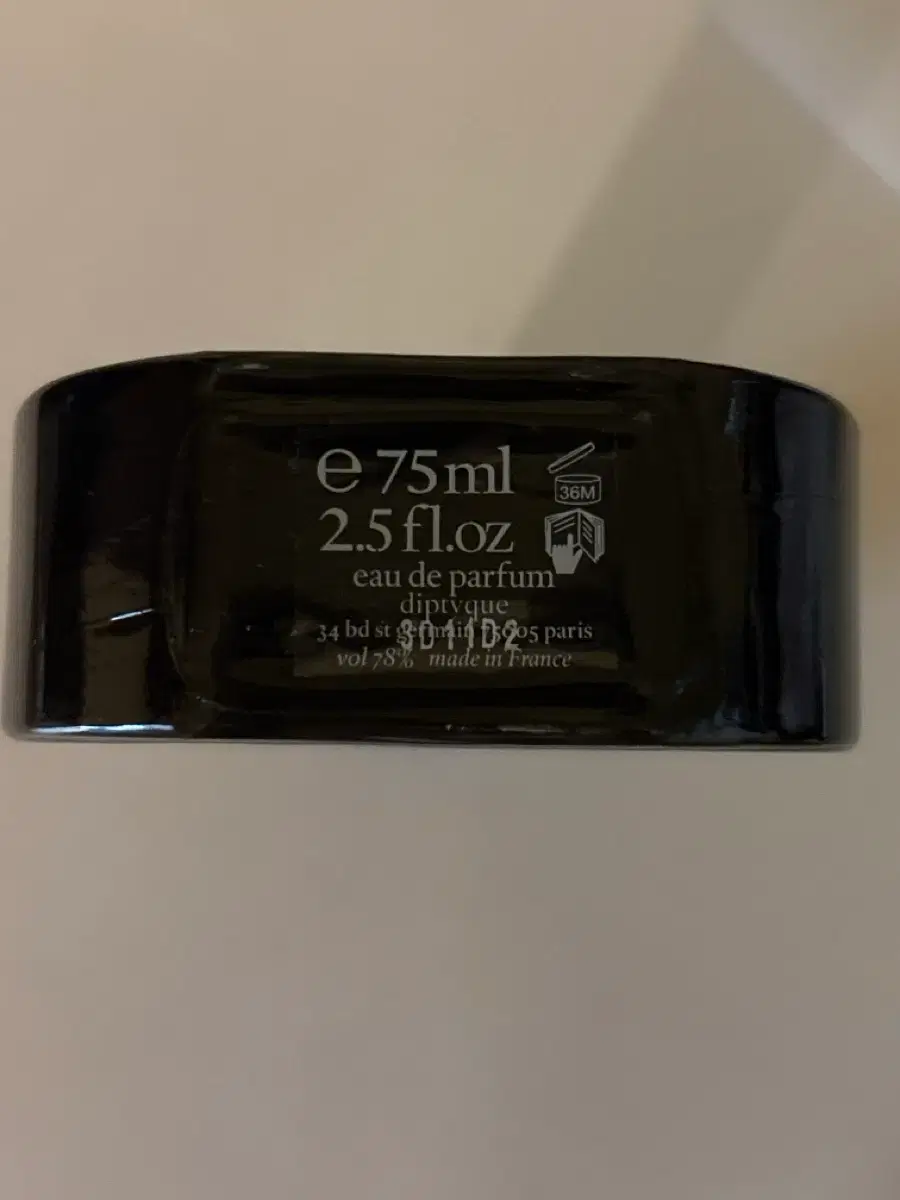 e 75ml
36M
2.5 fl.oz
eau de parfum
diptyque
34 bd st germain 75005 paris
3D11D2
vol 78% made in France